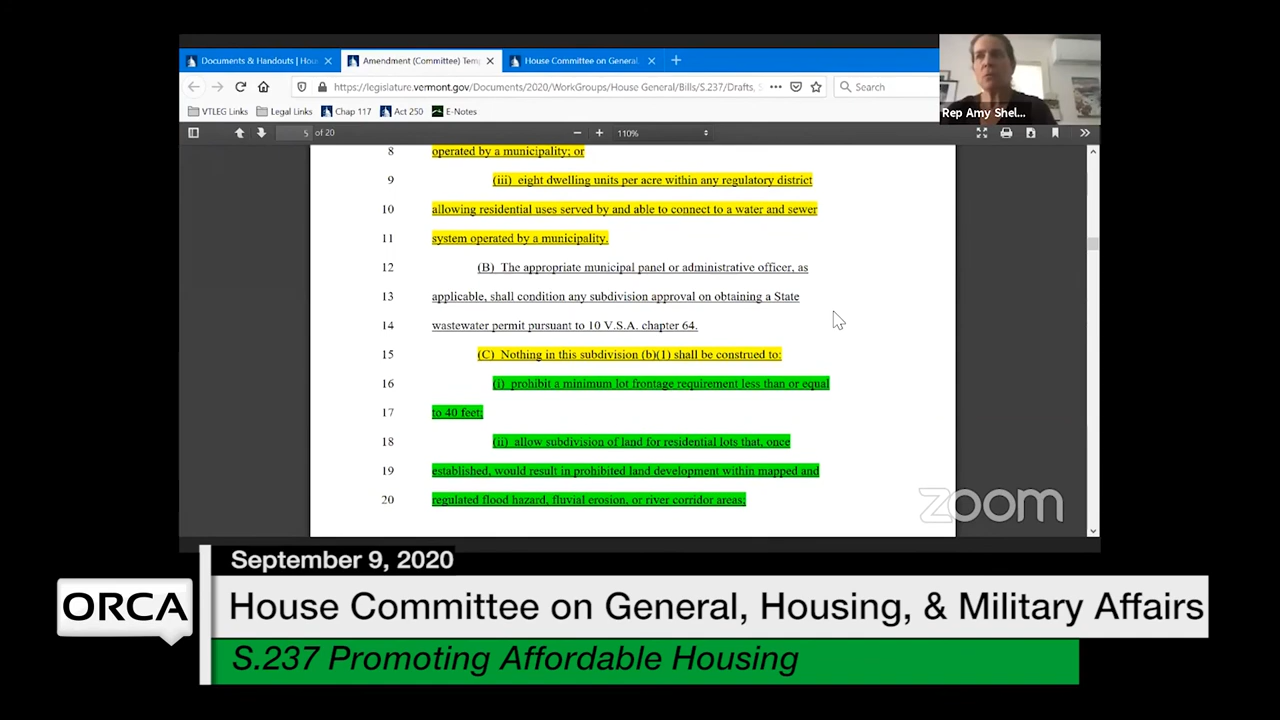 Documents & Handouts | Hou
Amendment (Committee) Tem
House Committee on General,
https://legislature.vermont.gov/Documents/2020/WorkGroups/House General/Bills/S.237/Drafts,
Search
VTLEG Links
Legal Links
Chap 117
Act 250
E-Notes
Rep Amy Shel...
5 of 20
110%
8 operated by a municipality; or
9 (iii) eight dwelling units per acre within any regulatory district
10 allowing residential uses served by and able to connect to a water and sewer
11 system operated by a municipality.
12 (B) The appropriate municipal panel or administrative officer, as
13 applicable, shall condition any subdivision approval on obtaining a State
14 wastewater permit pursuant to 10 V.S.A. chapter 64.
15 (C) Nothing in this subdivision (b)(1) shall be construed to:
16 (i) prohibit a minimum lot frontage requirement less than or equal
17 to 40 feet;
18 (ii) allow subdivision of land for residential lots that, once
19 established, would result in prohibited land development within mapped and
20 regulated flood hazard, fluvial erosion, or river corridor areas;
zoom
September 9, 2020
ORCA
House Committee on General, Housing, & Military Affairs
S.237 Promoting Affordable Housing